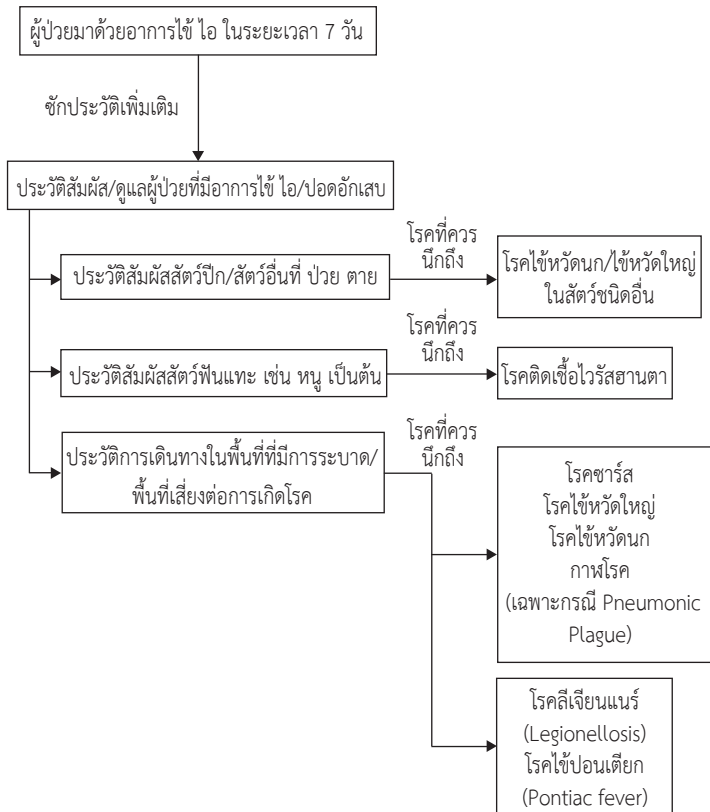 ผู้ป่วยมาด้วยอาการไข้ ไอ ในระยะเวลา 7 วัน
ซักประวัติเพิ่มเติม
ประวัติสัมผัส/ดูแลผู้ป่วยที่มีอาการไข้ ไอ/ปอดอักเสบ
ประวัติสัมผัสสัตว์ปีก/สัตว์อื่นที่ ป่วย ตาย
โรคที่ควร
นึกถึง
โรคไข้หวัดนก/ไข้หวัดใหญ่
ในสัตว์ชนิดอื่น
ประวัติสัมผัสสัตว์ฟันแทะ เช่น หนู เป็นต้น
โรคที่ควร
นึกถึง
โรคติดเชื้อไวรัสฮานตา
ประวัติการเดินทางในพื้นที่ที่มีการระบาด/
พื้นที่เสี่ยงต่อการเกิดโรค
โรคที่ควร
นึกถึง
โรคซาร์ส
โรคไข้หวัดใหญ่
โรคไข้หวัดนก
กาฬโรค
(เฉพาะกรณี Pneumonic
Plague)
โรคลีเจียนแนร์
(Legionellosis)
โรคไข้ปอนเตียก
(Pontiac fever)